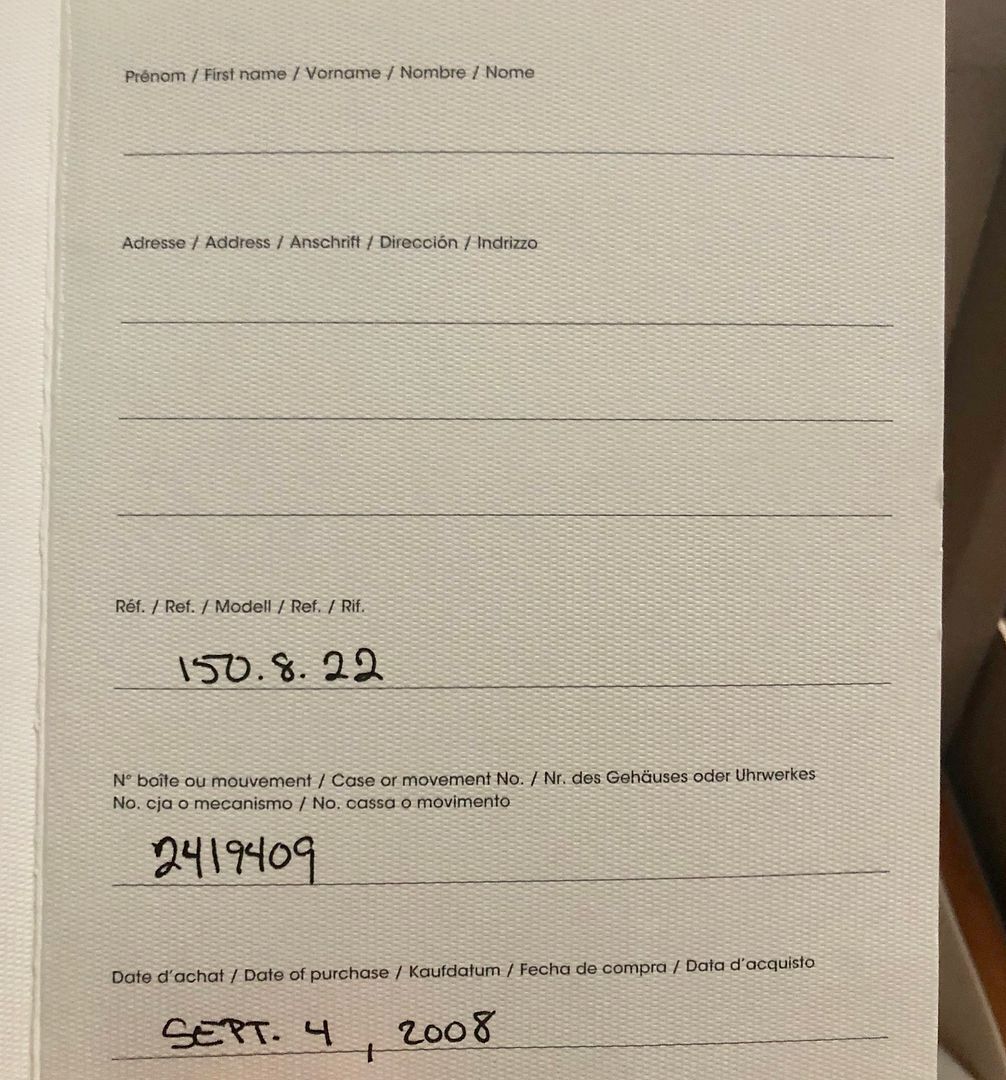 Prénom / First name / Vorname / Nombre / Nome
Adresse / Address / Anschrift / Dirección / Indrizzo
Réf. / Ref. / Modell / Ref. / Rif.
150.8.22
N° boîte ou mouvement / Case or movement No. / Nr. des Gehäuses oder Uhrwerkes
No. cja o mecanismo / No. cassa o movimento
2419409
Date d'achat / Date of purchase / Kaufdatum / Fecha de compra / Data d'acquisto
SEPT. 4, 2008